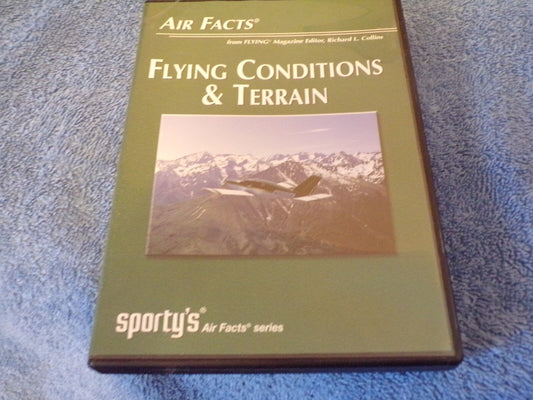 AIR FACTS®
from FLYING® Magazine Editor, Richard L. Collins
FLYING CONDITIONS
& TERRAIN
sporty's® Air Facts® series